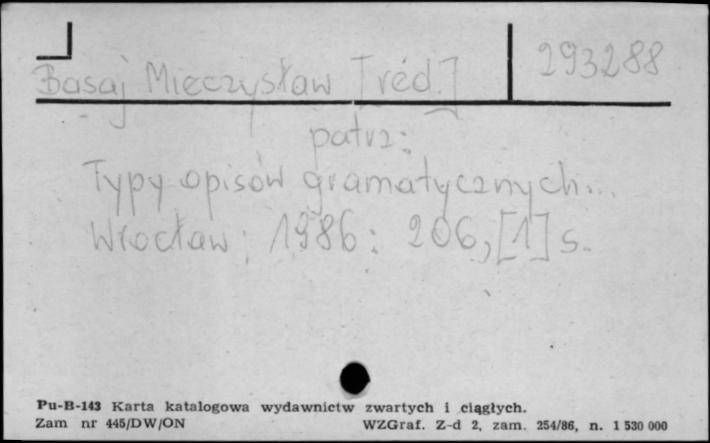 Basaj Mieczysław [réd.] 293288
patrz:
Typy opisów gramatycznych...
Wrocław; 1986: 206, [1] s.
Pu-B-143 Karta katalogowa wydawnictw zwartych i ciągłych.
Zam nr 445/DW/ON WZGraf. Z-d 2, zam. 254/86, n. 1 530 000